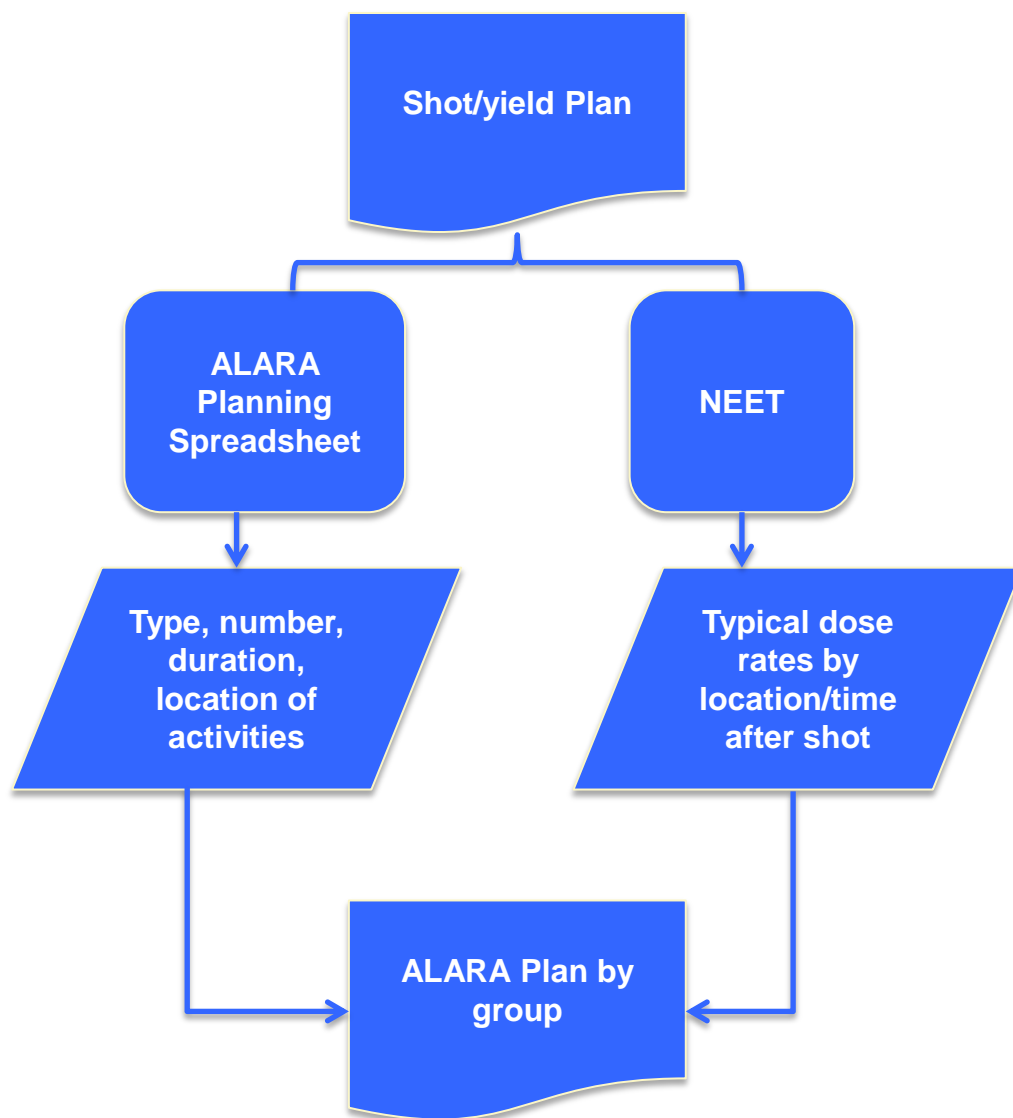 Shot/yield Plan
ALARA
Planning
Spreadsheet
NEET
Type, number,
duration,
location of
activities
Typical dose
rates by
location/time
after shot
ALARA Plan by
group